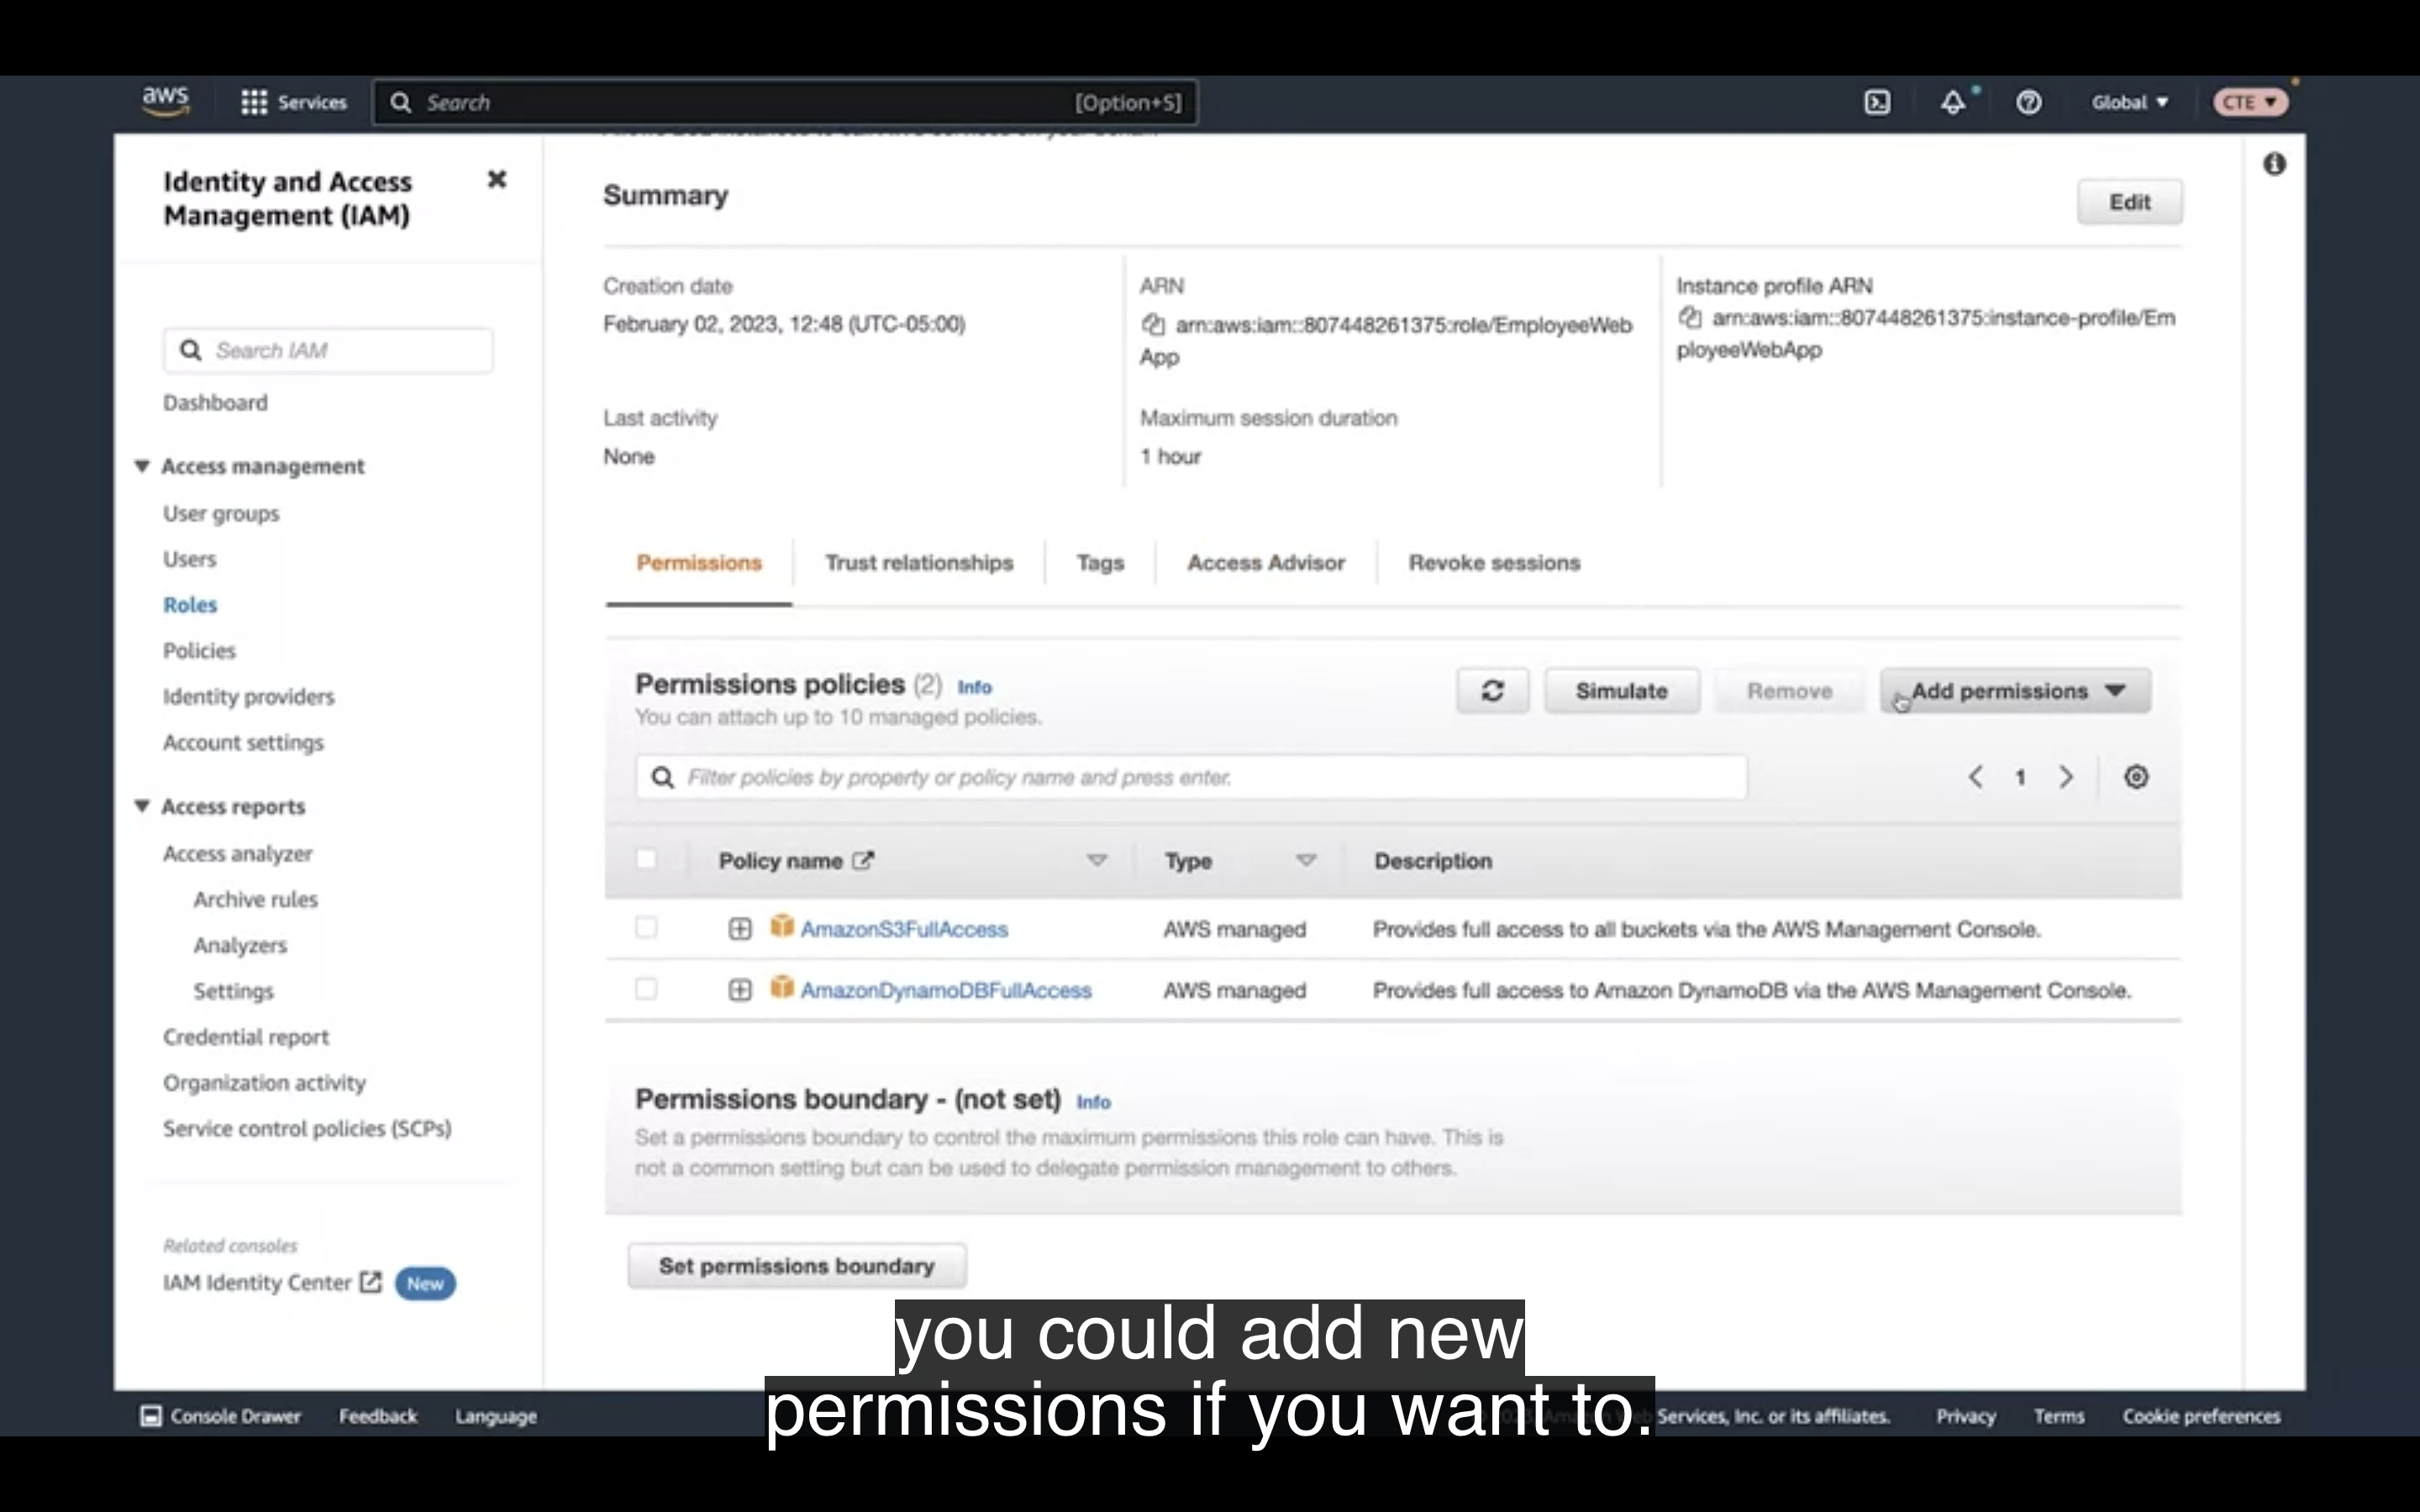 aws
Services
Search
[Option+S]
Global
CTE
Identity and Access
Management (IAM)
Search IAM
Dashboard
Access management
User groups
Users
Roles
Policies
Identity providers
Account settings
Access reports
Access analyzer
Archive rules
Analyzers
Settings
Credential report
Organization activity
Service control policies (SCPs)
Related consoles
IAM Identity Center
New
Summary
Edit
Creation date
February 02, 2023, 12:48 (UTC-05:00)
ARN
arn:aws:iam::807448261375:role/EmployeeWeb
App
Instance profile ARN
arn:aws:iam::807448261375:instance-profile/Em
ployeeWebApp
Last activity
None
Maximum session duration
1 hour
Permissions
Trust relationships
Tags
Access Advisor
Revoke sessions
Permissions policies (2) Info
You can attach up to 10 managed policies.
Simulate
Remove
Add permissions
Filter policies by property or policy name and press enter.
1
Policy name
Type
Description
AmazonS3FullAccess
AWS managed
Provides full access to all buckets via the AWS Management Console.
AmazonDynamoDBFullAccess
AWS managed
Provides full access to Amazon DynamoDB via the AWS Management Console.
Permissions boundary - (not set) Info
Set a permissions boundary to control the maximum permissions this role can have. This is
not a common setting but can be used to delegate permission management to others.
Set permissions boundary
you could add new
permissions if you want to.
Console Drawer
Feedback
Language
Services, Inc. or its affiliates.
Privacy
Terms
Cookie preferences